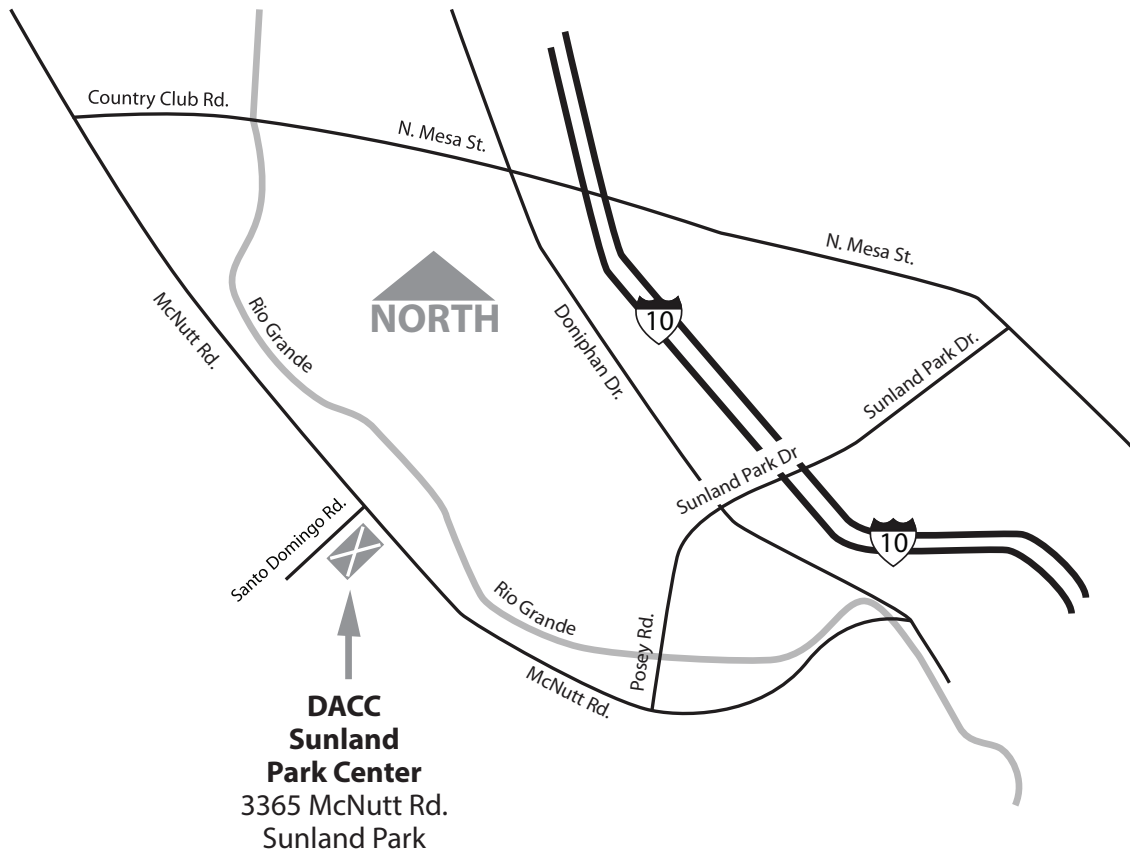 Country Club Rd.
N. Mesa St.
N. Mesa St.
McNutt Rd.
Rio Grande
NORTH
Doniphan Dr.
10
Sunland Park Dr.
Sunland Park Dr
10
Santo Domingo Rd.
Rio Grande
Posey Rd.
McNutt Rd.
DACC
Sunland
Park Center
3365 McNutt Rd.
Sunland Park